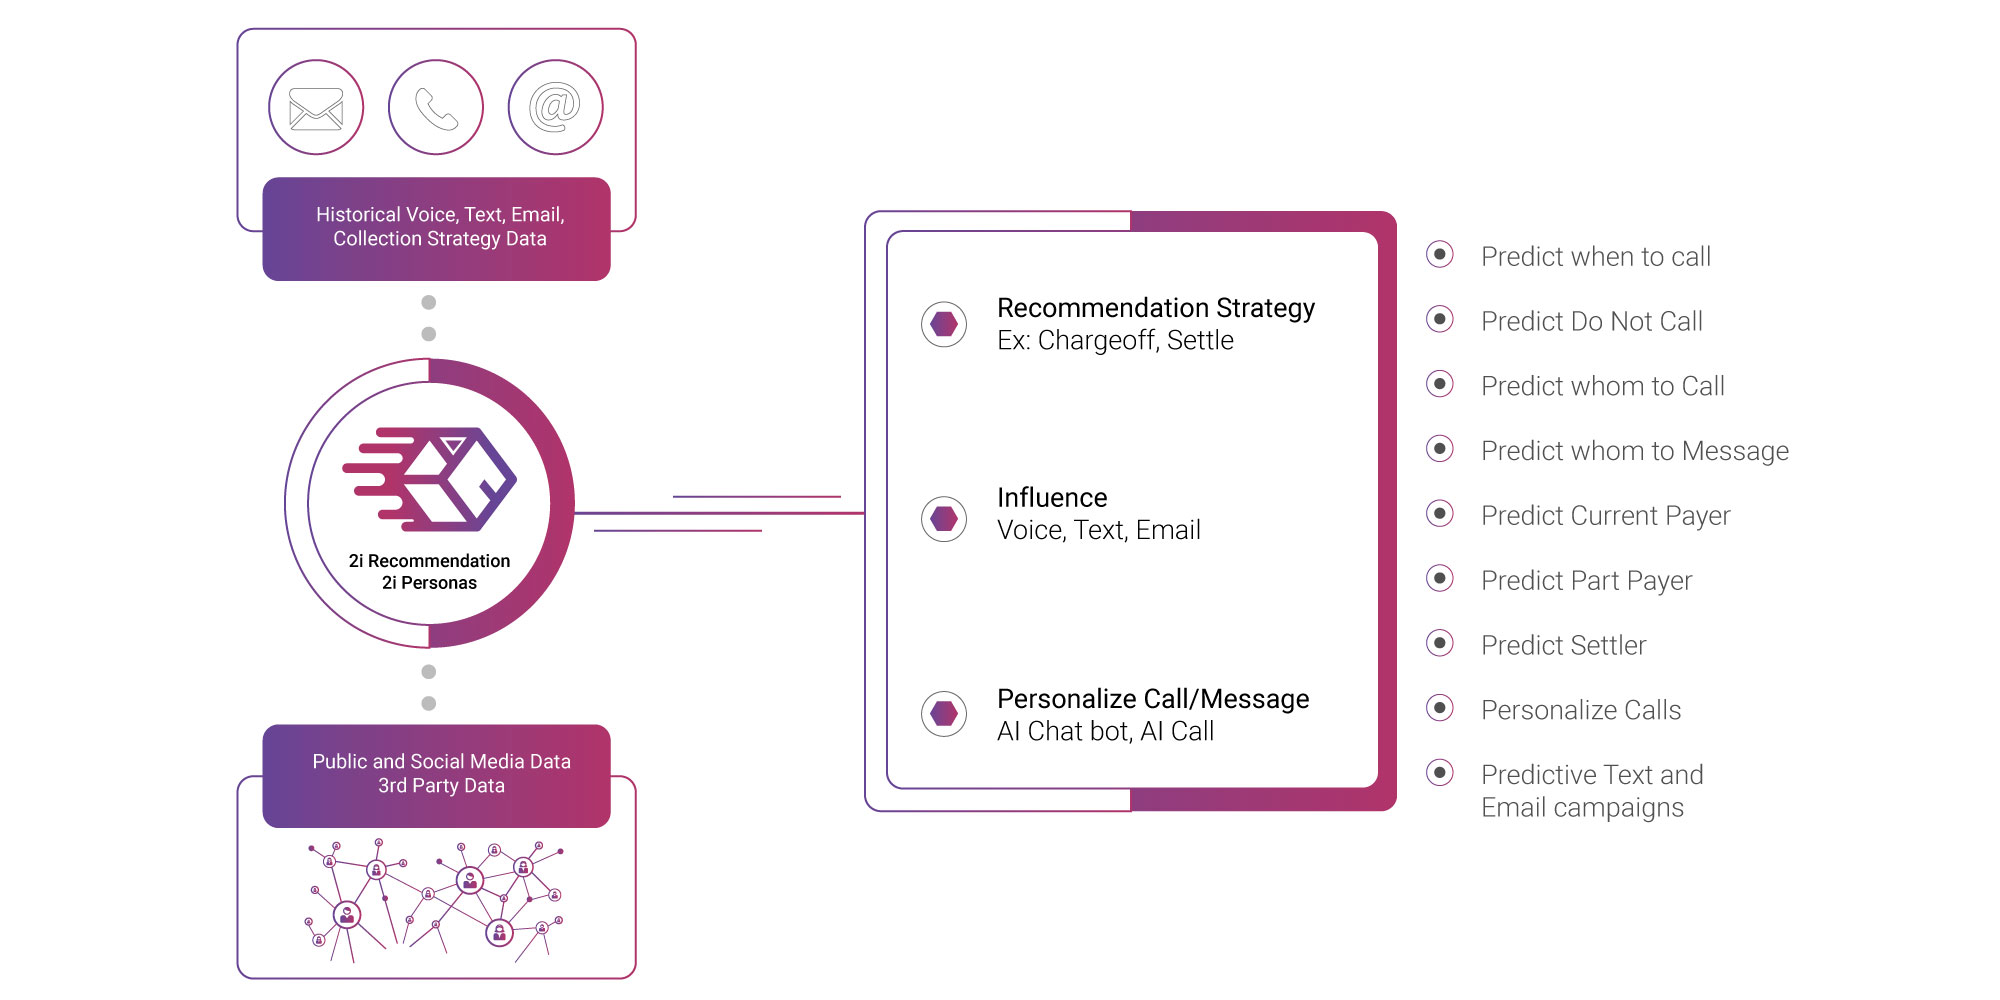 Historical Voice, Text, Email,
Collection Strategy Data
2i Recommendation
2i Personas
Public and Social Media Data
3rd Party Data
Recommendation Strategy
Ex: Chargeoff, Settle
Influence
Voice, Text, Email
Personalize Call/Message
AI Chat bot, AI Call
Predict when to call
Predict Do Not Call
Predict whom to Call
Predict whom to Message
Predict Current Payer
Predict Part Payer
Predict Settler
Personalize Calls
Predictive Text and
Email campaigns